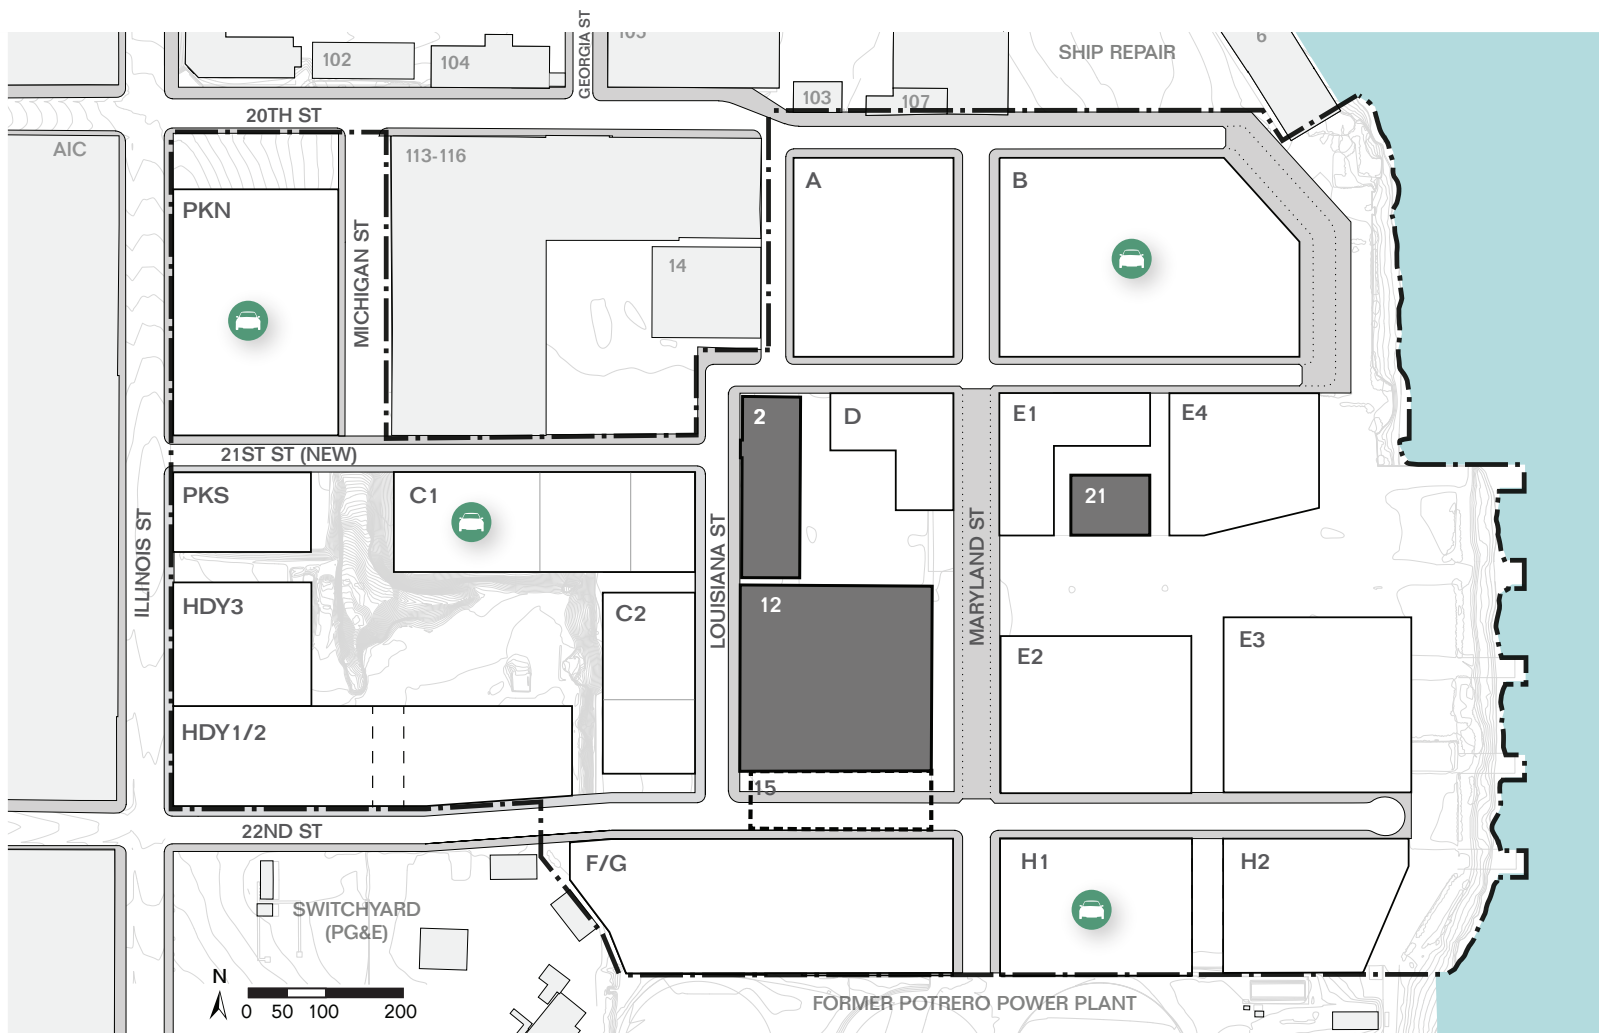 GEORGIA ST
105
6
SHIP REPAIR
102
104
103
107
20TH ST
AIC
113-116
A
B
PKN
MICHIGAN ST
14
2
D
E1
E4
21ST ST (NEW)
PKS
C1
21
ILLINOIS ST
LOUISIANA ST
MARYLAND ST
HDY3
C2
12
E2
E3
HDY1/2
15
22ND ST
F/G
H1
H2
SWITCHYARD
(PG&E)
N
0 50 100 200
FORMER POTRERO POWER PLANT